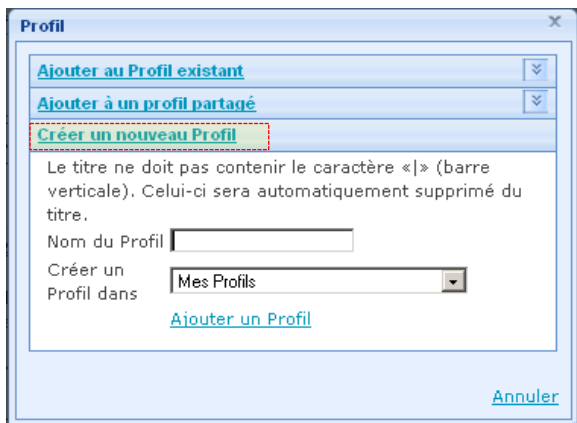 Profil
Ajouter au Profil existant
Ajouter à un profil partagé
Créer un nouveau Profil
Le titre ne doit pas contenir le caractère «|» (barre
verticale). Celui-ci sera automatiquement supprimé du
titre.
Nom du Profil
Créer un
Profil dans
Mes Profils
Ajouter un Profil
Annuler